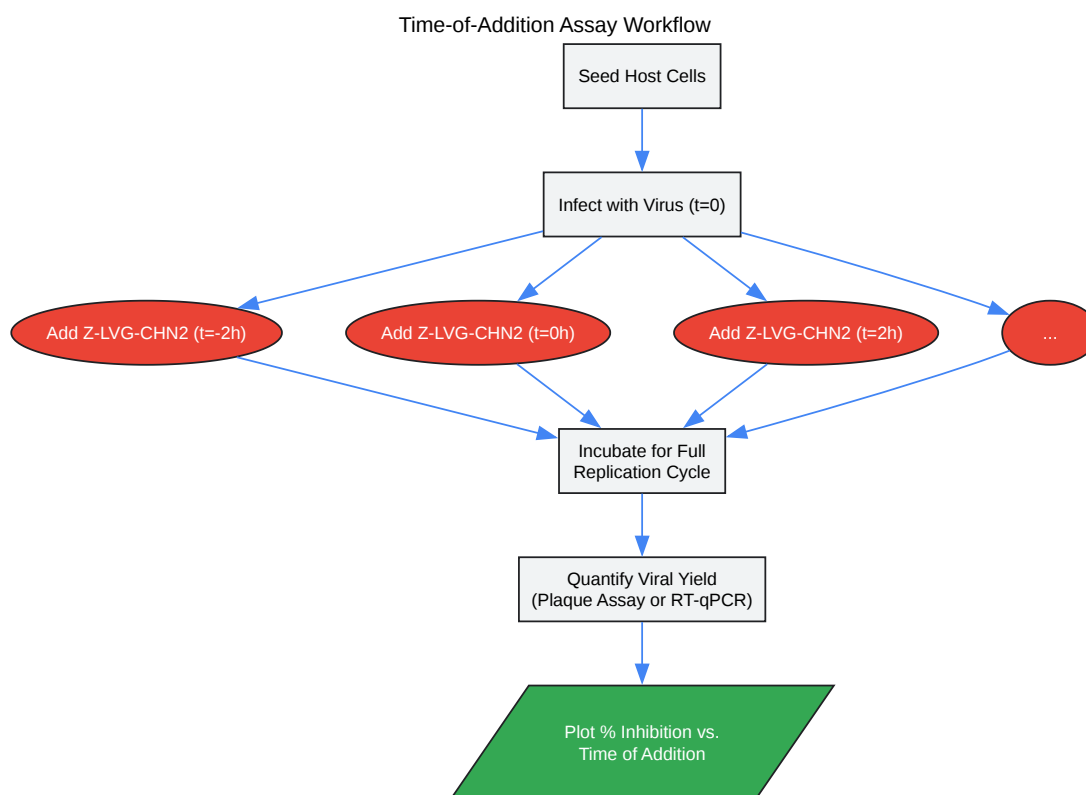 Time-of-Addition Assay Workflow
Seed Host Cells
Infect with Virus (t=0)
Add Z-LVG-CHN2 (t=-2h)
Add Z-LVG-CHN2 (t=0h)
Add Z-LVG-CHN2 (t=2h)
...
Incubate for Full
Replication Cycle
Quantify Viral Yield
(Plaque Assay or RT-qPCR)
Plot % Inhibition vs.
Time of Addition